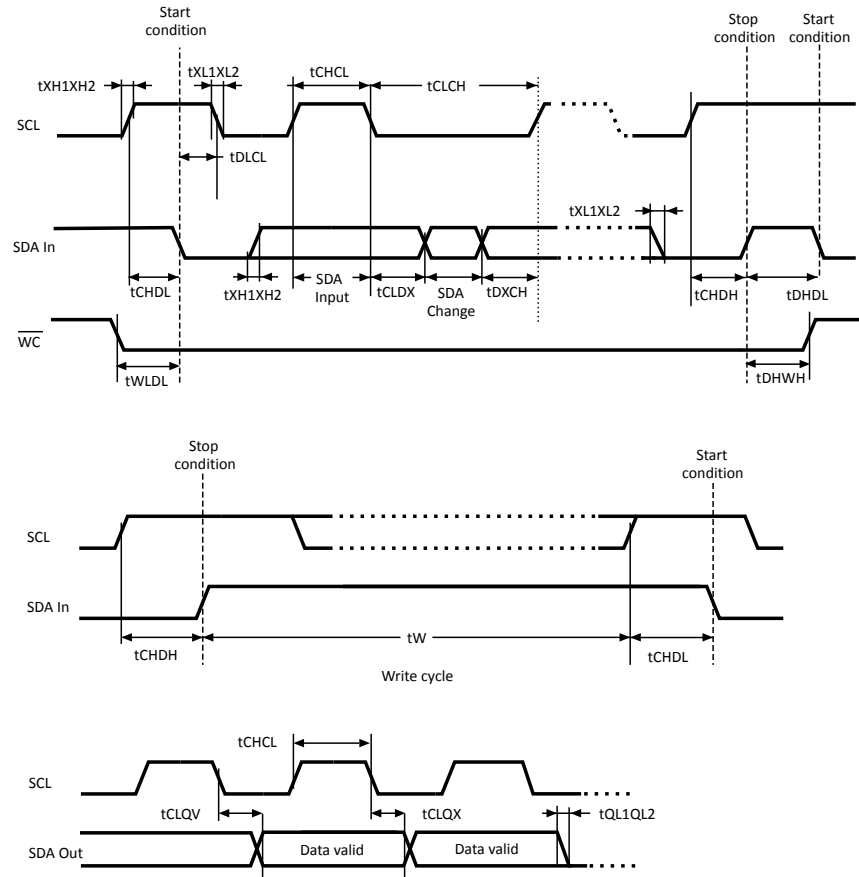 Start
condition
Stop
condition
Start
condition
tXH1XH2
tXL1XL2
tCHCL
tCLCH
SCL
tDLCL
tXL1XL2
SDA In
tCHDL
tXH1XH2
SDA
Input
tCLDX
SDA
Change
tDXCH
tCHDH
tDHDL
WC
tWLDL
tDHWH
Stop
condition
Start
condition
SCL
SDA In
tCHDH
tW
tCHDL
Write cycle
tCHCL
SCL
tCLQV
tCLQX
tQL1QL2
SDA Out
Data valid
Data valid